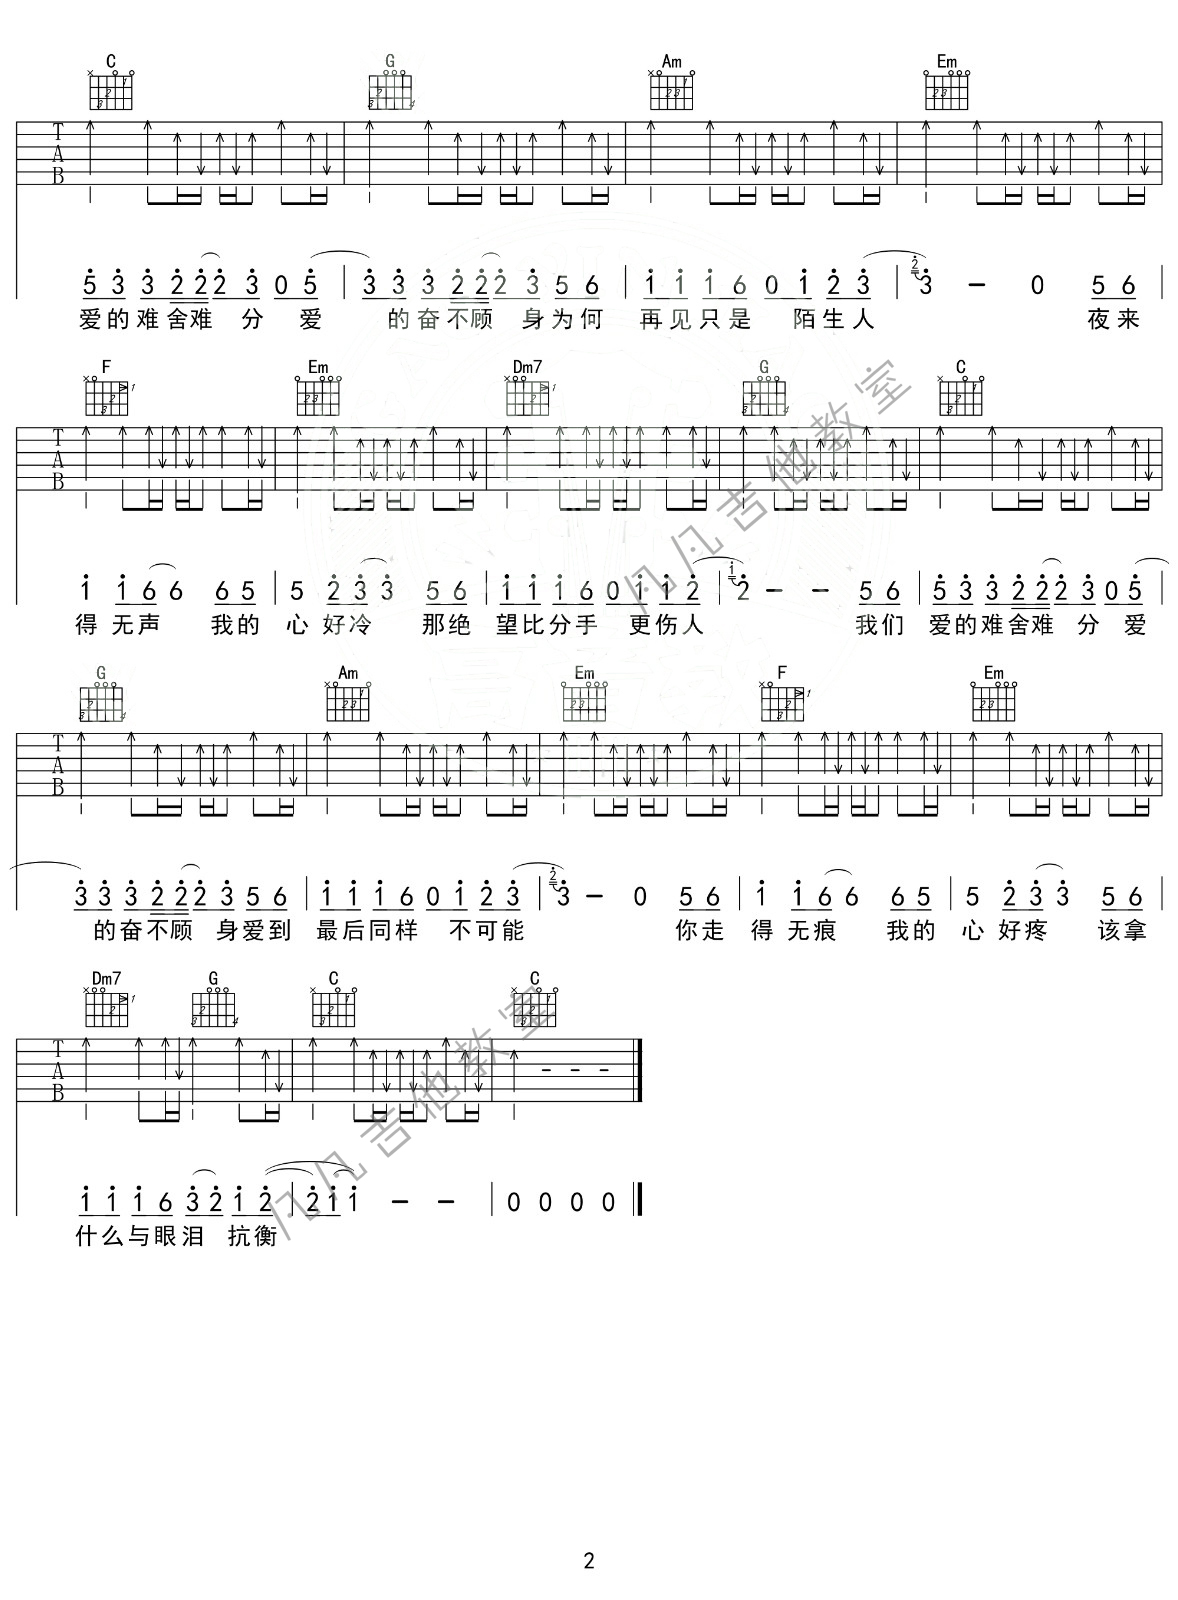 C G Am Em
T A B
5 3 3 2 2 2 3 0 5 3 3 3 2 2 2 3 5 6 1 1 1 6 0 1 2 3 2 3 − 0 5 6
爱的难舍难 分 爱 的奋不顾 身为何 再见只是 陌生人 夜来
F Em Dm7 G C
T A B
1 1 6 6 6 5 5 2 3 3 5 6 1 1 1 6 0 1 1 2 1 2 − − 5 6 5 3 3 2 2 2 3 0 5
得 无声 我的 心 好冷 那绝 望比分手 更伤人 我们 爱的难舍难 分 爱
G Am Em F Em
T A B
3 3 3 2 2 2 3 5 6 1 1 1 6 0 1 2 3 2 3 − 0 5 6 1 1 6 6 6 5 5 2 3 3 5 6
的奋不顾 身爱到 最后同样 不可能 你走 得 无痕 我的 心 好疼 该拿
Dm7 G C C
T A B
1 1 1 6 3 2 1 2 2 1 1 − − 0 0 0 0
什么与眼泪 抗衡
凡凡吉他教室
凡凡吉他教室
2